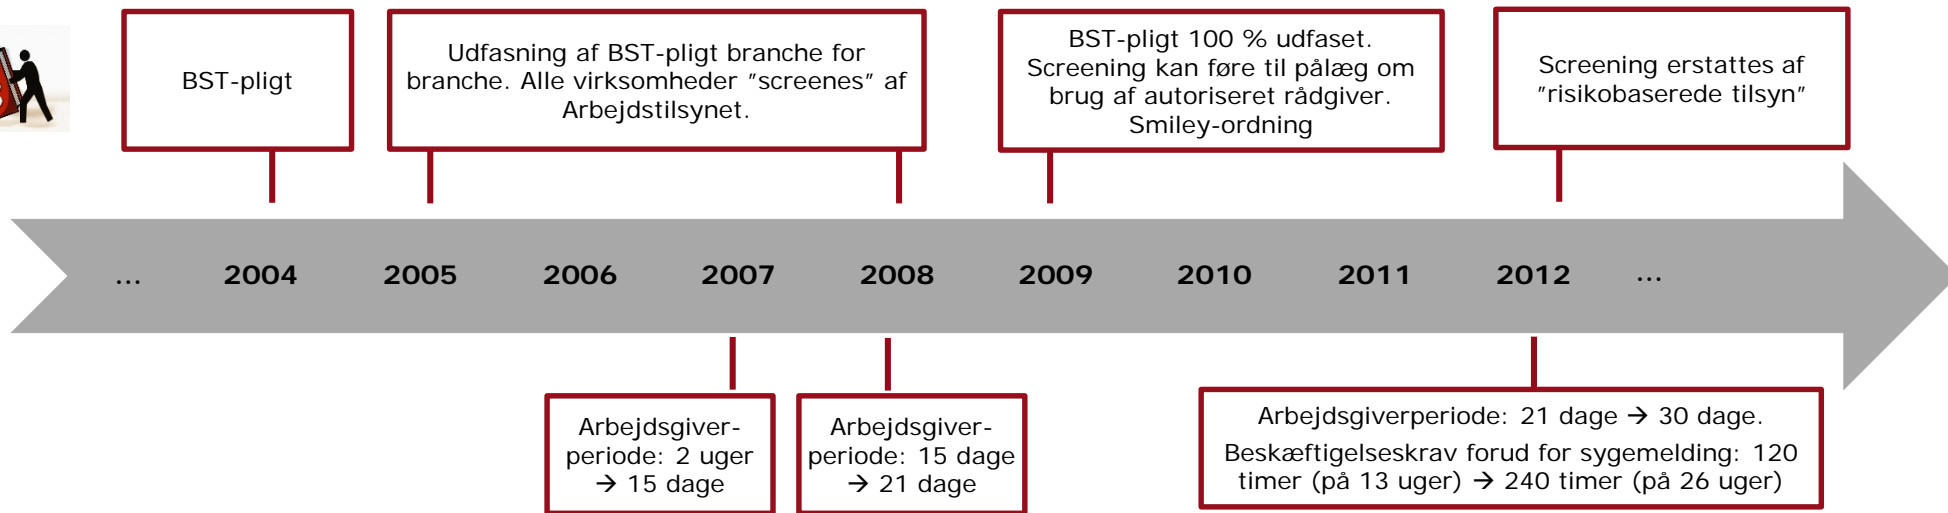 BST-pligt
Udfasning af BST-pligt branche for
branche. Alle virksomheder ”screenes” af
Arbejdstilsynet.
BST-pligt 100 % udfaset.
Screening kan føre til pålæg om
brug af autoriseret rådgiver.
Smiley-ordning
Screening erstattes af
”risikobaserede tilsyn”
... 2004 2005 2006 2007 2008 2009 2010 2011 2012 ...
Arbejdsgiver-
periode: 2 uger
→ 15 dage
Arbejdsgiver-
periode: 15 dage
→ 21 dage
Arbejdsgiverperiode: 21 dage → 30 dage.
Beskæftigelseskrav forud for sygemelding: 120
timer (på 13 uger) → 240 timer (på 26 uger)